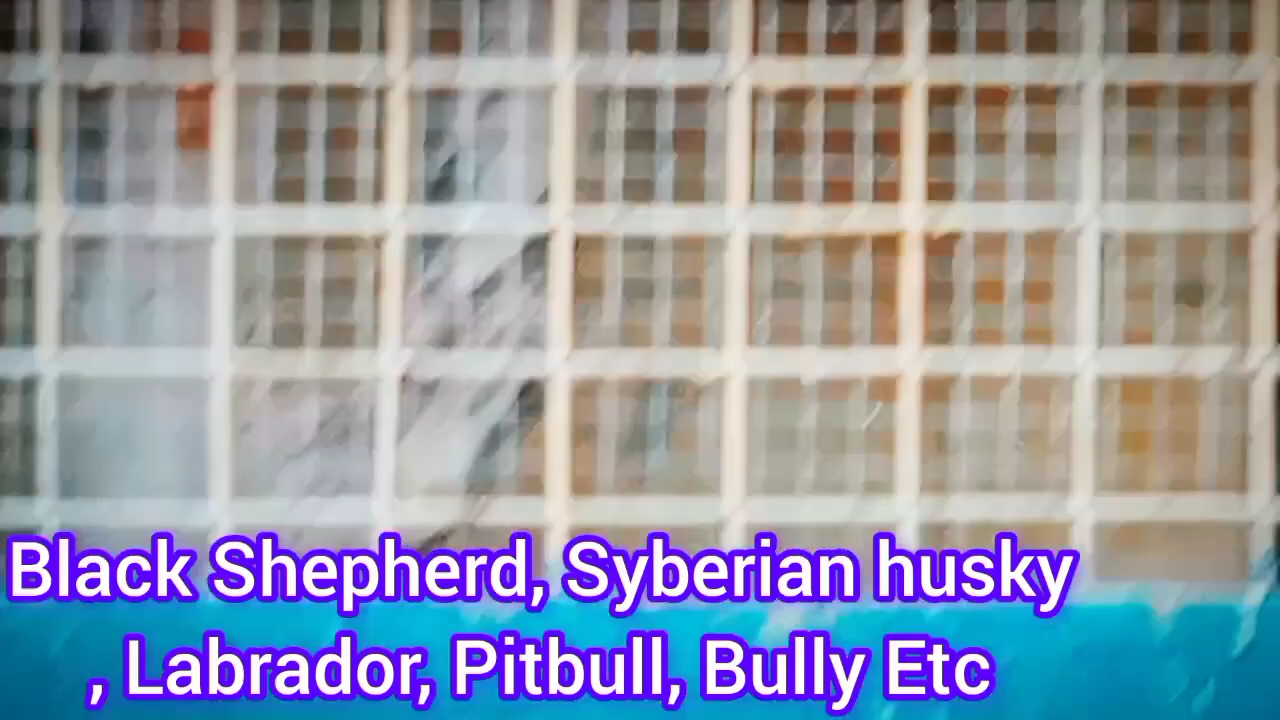 Black Shepherd, Syberian husky
, Labrador, Pitbull, Bully Etc